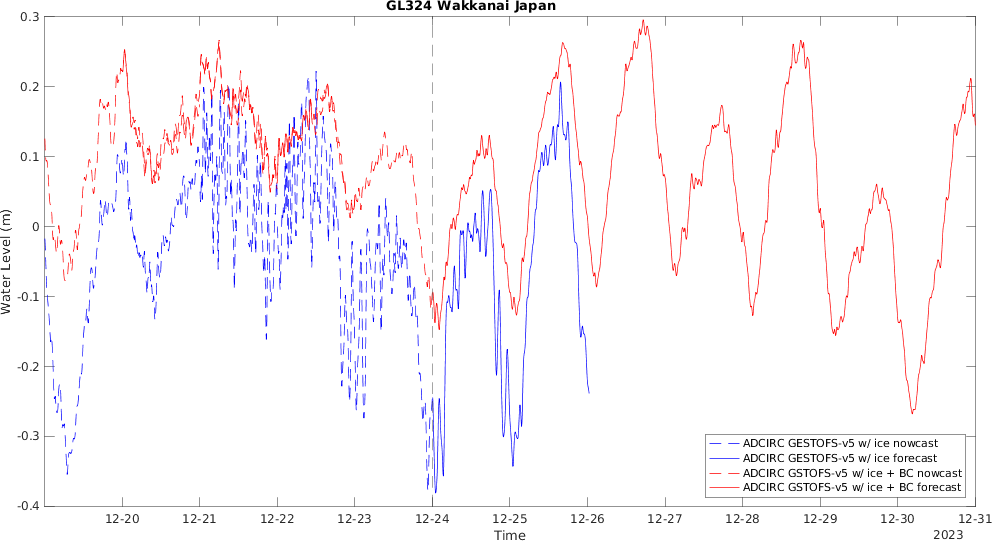 GL324 Wakkanai Japan
0.3
0.2
0.1
0
-0.1
-0.2
-0.3
-0.4
Water Level (m)
ADCIRC GESTOFS-v5 w/ ice nowcast
ADCIRC GESTOFS-v5 w/ ice forecast
ADCIRC GSTOFS-v5 w/ ice + BC nowcast
ADCIRC GSTOFS-v5 w/ ice + BC forecast
12-20 12-21 12-22 12-23 12-24 12-25 12-26 12-27 12-28 12-29 12-30 12-31
Time
2023